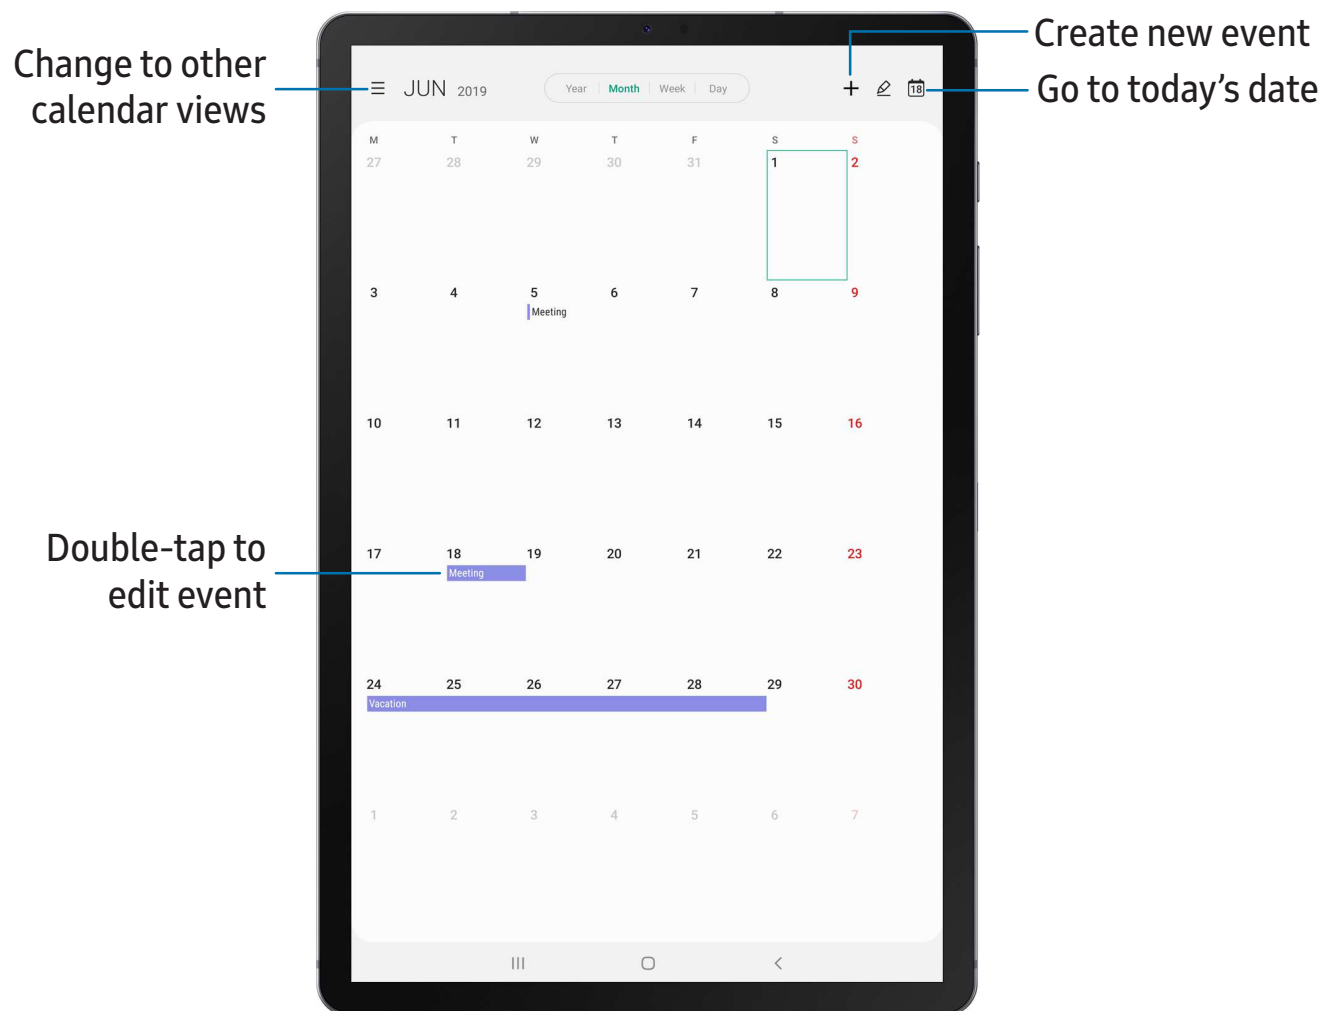 Create new event
Change to other
calendar views
Go to today's date
JUN 2019
Year Month Week Day
18
M T W T F S S
27 28 29 30 31 1 2
3 4 5 6 7 8 9
Meeting
10 11 12 13 14 15 16
Double-tap to
edit event
17 18 19 20 21 22 23
Meeting
24 25 26 27 28 29 30
Vacation
1 2 3 4 5 6 7